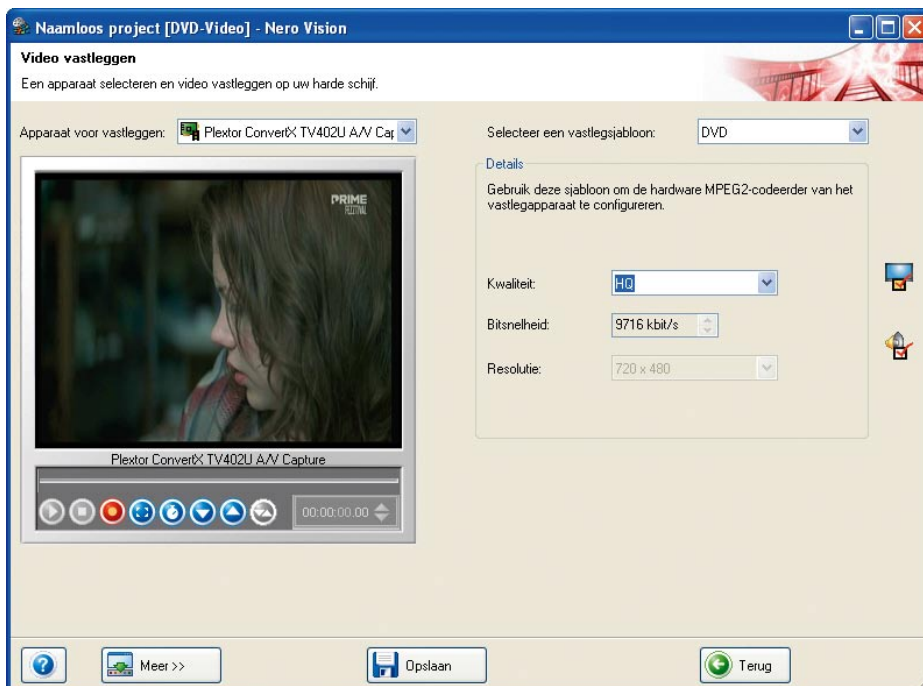 Naamloos project [DVD-Video] - Nero Vision
Video vastleggen
Een apparaat selecteren en video vastleggen op uw harde schijf.
Apparaat voor vastleggen:
Plextor ConvertX TV402U A/V Cap
Selecteer een vastlegsjabloon:
DVD
PRIME
FESTIVAL
Plextor ConvertX TV402U A/V Capture
00:00:00.00
Details
Gebruik deze sjabloon om de hardware MPEG2-codeerder van het
vastlegapparaat te configureren.
Kwaliteit:
HQ
Bitsnelheid:
9716 kbit/s
Resolutie:
720 x 480
?
Meer >>
Opslaan
Terug